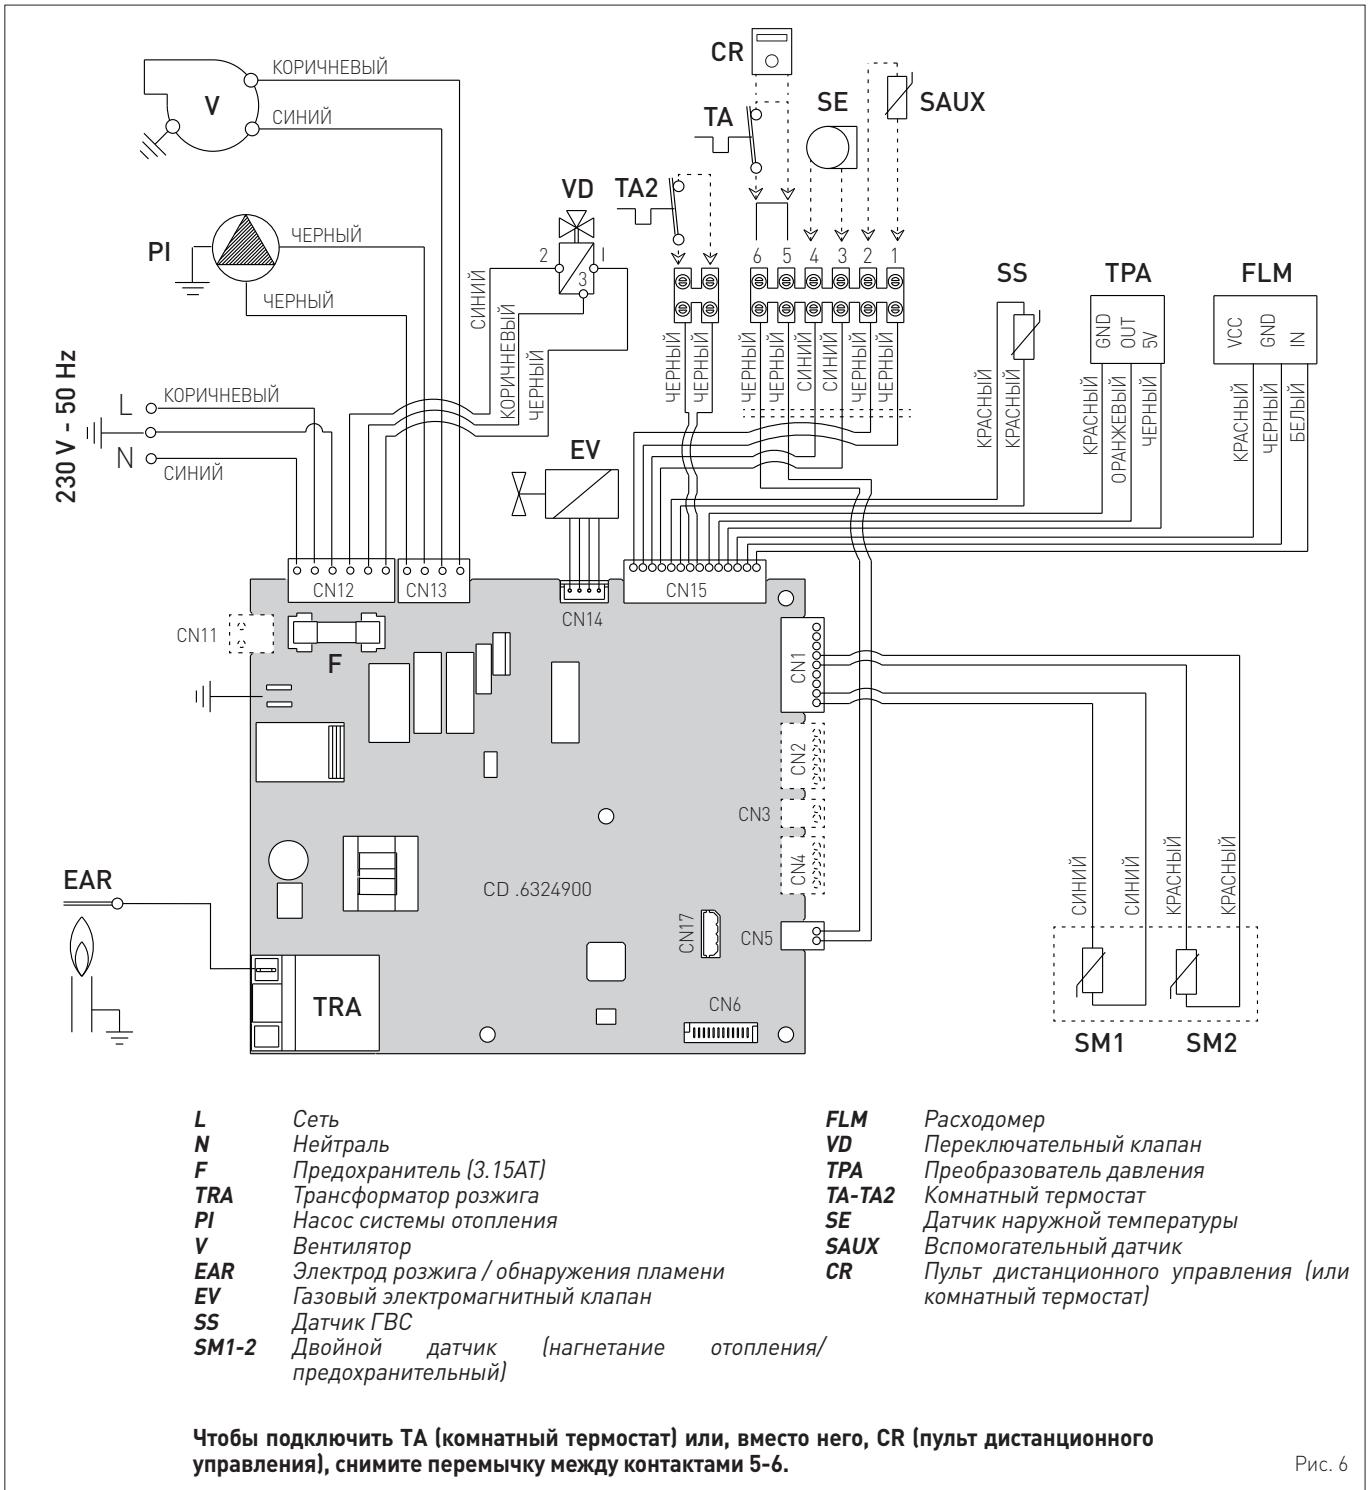 CR
КОРИЧНЕВЫЙ
V
TA
SE
SAUX
СИНИЙ
VD
TA2
PI
ЧЕРНЫЙ
ЧЕРНЫЙ
2
1
3
6 5 4 3 2 1
SS
TPA
FLM
GND
OUT
5V
VCC
GND
IN
СИНИЙ
КОРИЧНЕВЫЙ
ЧЕРНЫЙ
ЧЕРНЫЙ
ЧЕРНЫЙ
ЧЕРНЫЙ
ЧЕРНЫЙ
СИНИЙ
СИНИЙ
ЧЕРНЫЙ
ЧЕРНЫЙ
КРАСНЫЙ
КРАСНЫЙ
КРАСНЫЙ
ОРАНЖЕВЫЙ
ЧЕРНЫЙ
КРАСНЫЙ
ЧЕРНЫЙ
БЕЛЫЙ
230 V - 50 Hz
L
КОРИЧНЕВЫЙ
N
СИНИЙ
EV
CN12
CN13
CN14
CN15
CN11
F
CN1
CN2
CN3
CN4
CD .6324900
CN17
CN5
CN6
EAR
TRA
СИНИЙ
СИНИЙ
КРАСНЫЙ
КРАСНЫЙ
SM1
SM2
L Сеть
N Нейтраль
F Предохранитель (3.15AT)
TRA Трансформатор розжига
PI Насос системы отопления
V Вентилятор
EAR Электрод розжига / обнаружения пламени
EV Газовый электромагнитный клапан
SS Датчик ГВС
SM1-2 Двойной датчик (нагнетание отопления/
предохранительный)
FLM Расходомер
VD Переключательный клапан
TPA Преобразователь давления
TA-TA2 Комнатный термостат
SE Датчик наружной температуры
SAUX Вспомогательный датчик
CR Пульт дистанционного управления (или
комнатный термостат)
Чтобы подключить TA (комнатный термостат) или, вместо него, CR (пульт дистанционного
управления), снимите перемычку между контактами 5-6.
Рис. 6